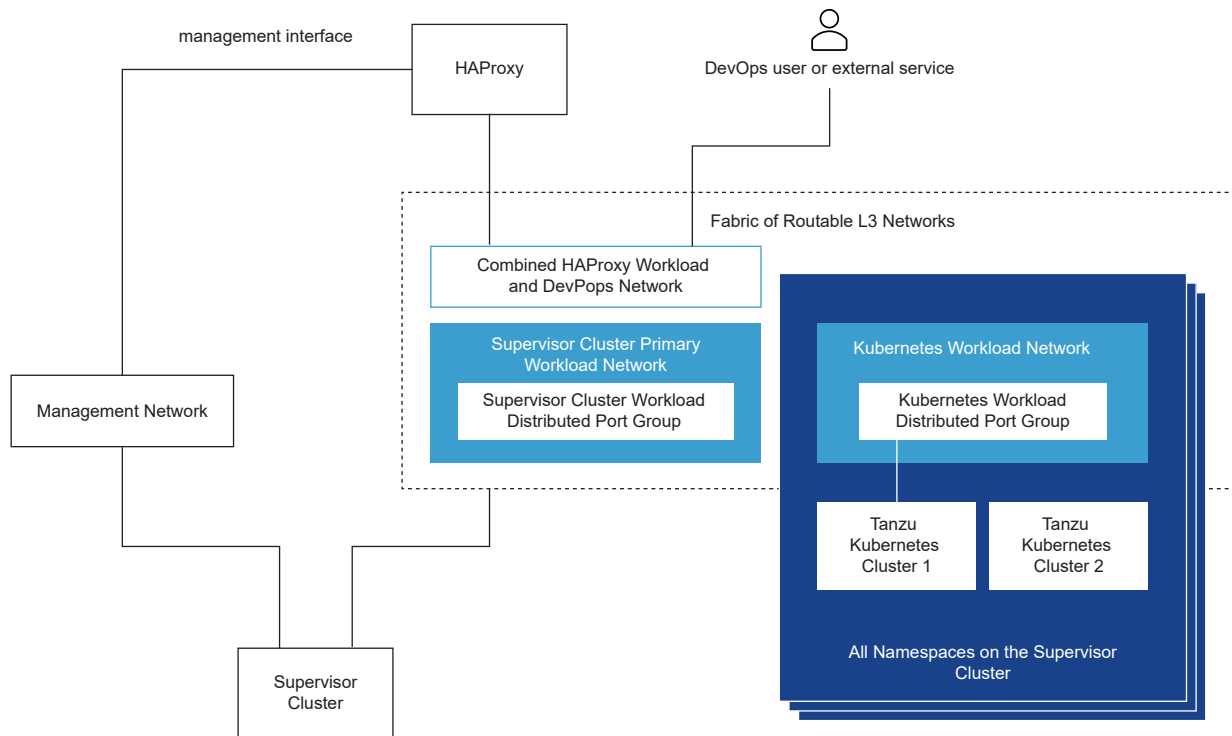 management interface
HAProxy
DevOps user or external service
Fabric of Routable L3 Networks
Combined HAProxy Workload
and DevPops Network
Supervisor Cluster Primary
Workload Network
Supervisor Cluster Workload
Distributed Port Group
Kubernetes Workload Network
Kubernetes Workload
Distributed Port Group
Management Network
Tanzu
Kubernetes
Cluster 1
Tanzu
Kubernetes
Cluster 2
All Namespaces on the Supervisor
Cluster
Supervisor
Cluster